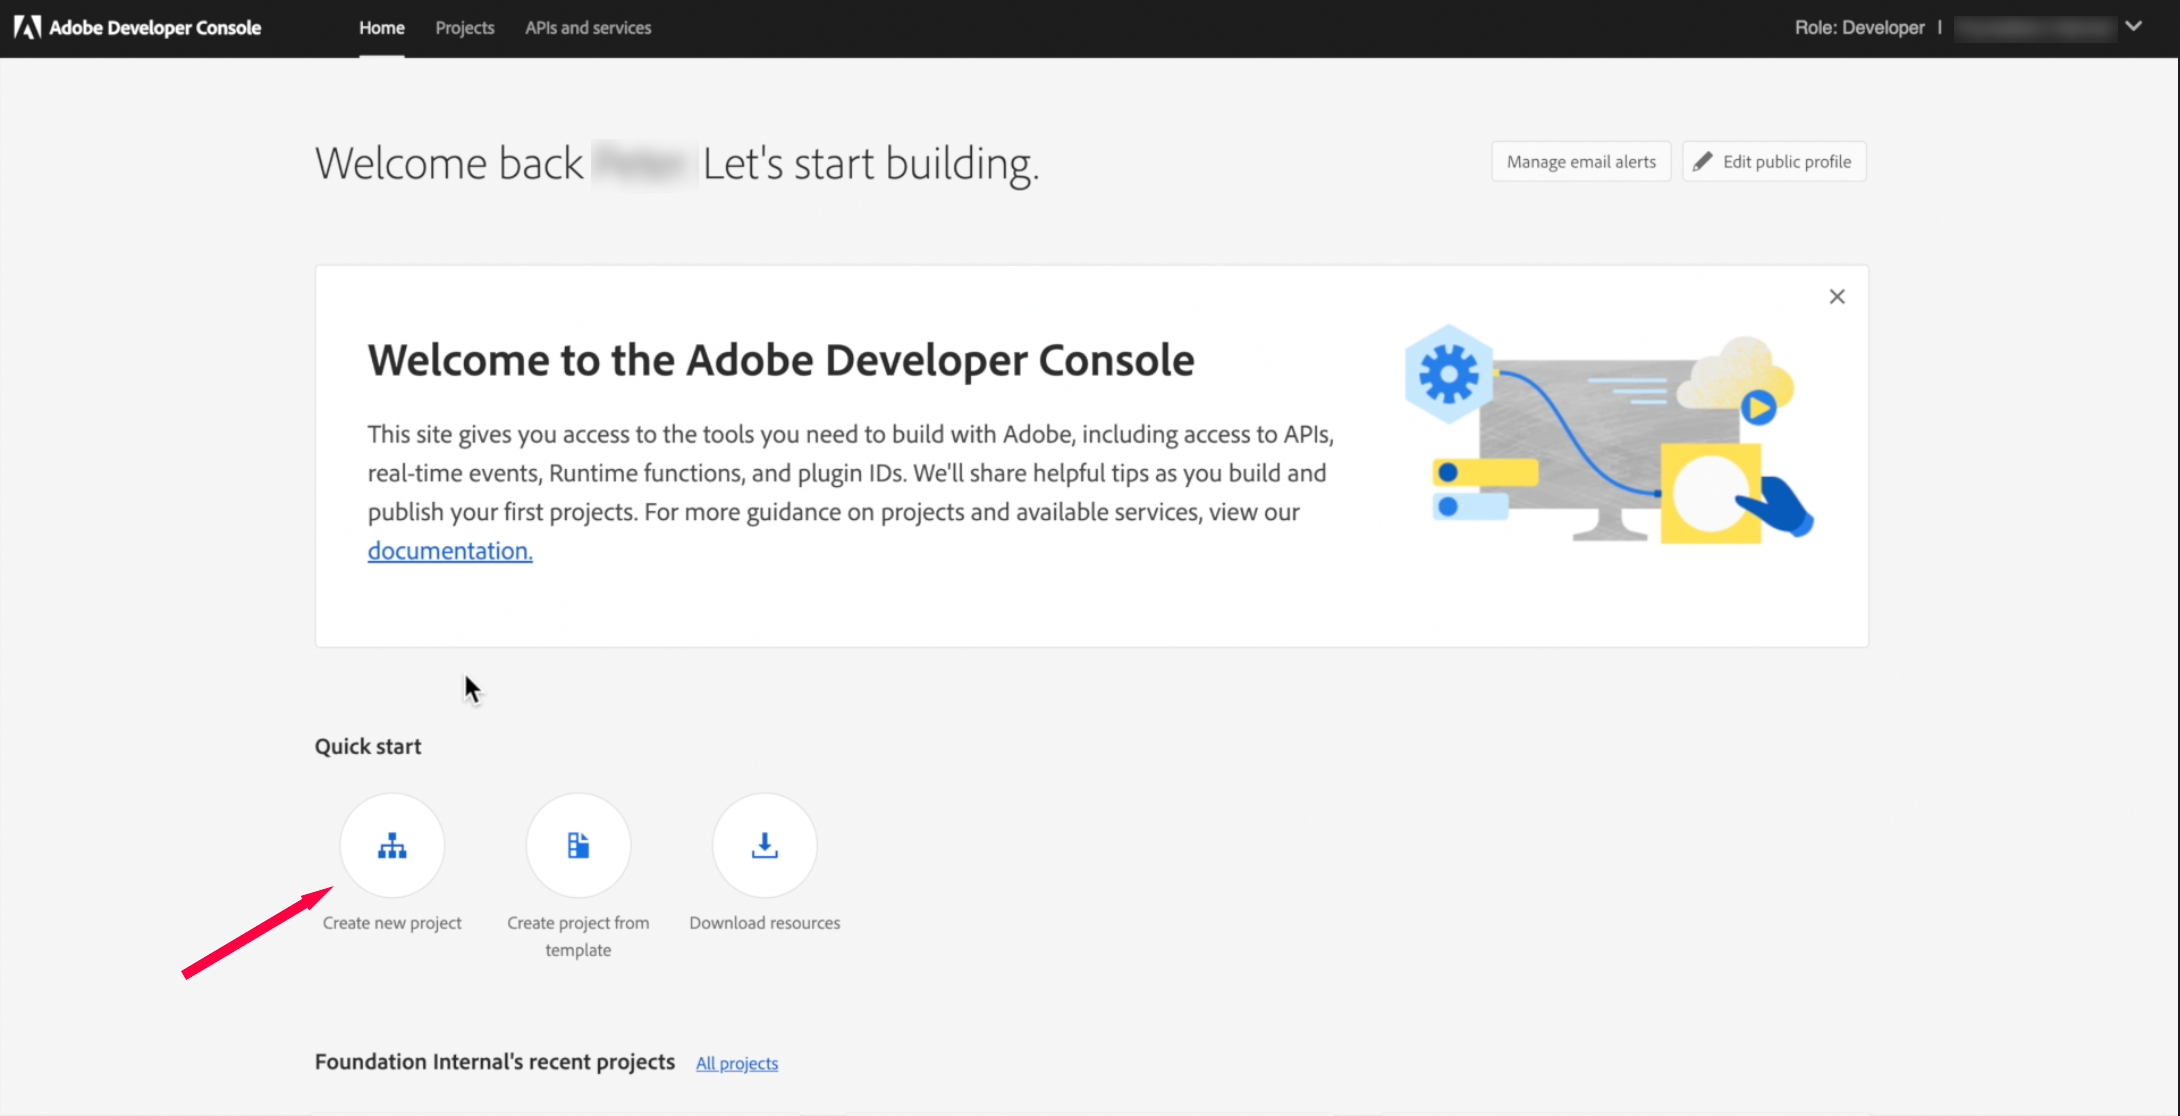 Adobe Developer Console
Home
Projects
APIs and services
Role: Developer |
Welcome back
Let's start building.
Manage email alerts
Edit public profile
Welcome to the Adobe Developer Console
This site gives you access to the tools you need to build with Adobe, including access to APIs,
real-time events, Runtime functions, and plugin IDs. We'll share helpful tips as you build and
publish your first projects. For more guidance on projects and available services, view our
documentation.
Quick start
Create new project
Create project from
template
Download resources
Foundation Internal's recent projects
All projects